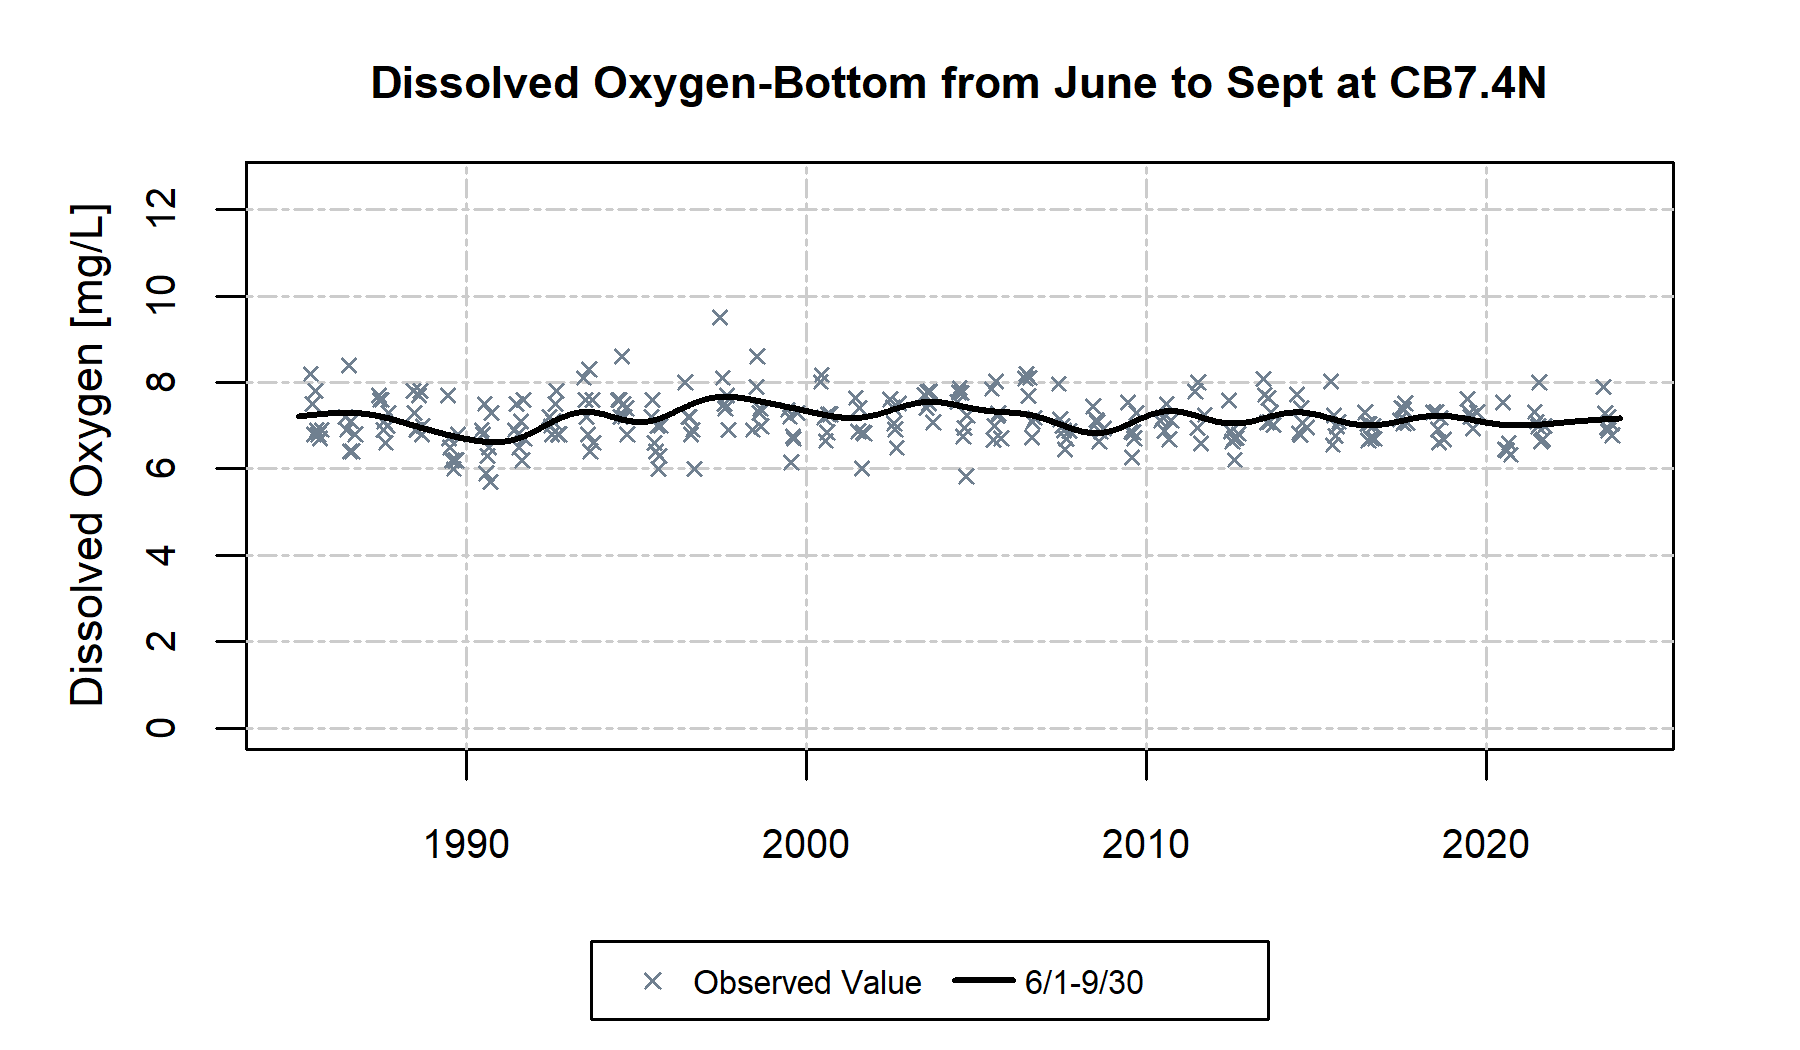 Dissolved Oxygen-Bottom from June to Sept at CB7.4N
Dissolved Oxygen [mg/L]
12
10
8
6
4
2
0
1990 2000 2010 2020
Observed Value 6/1-9/30